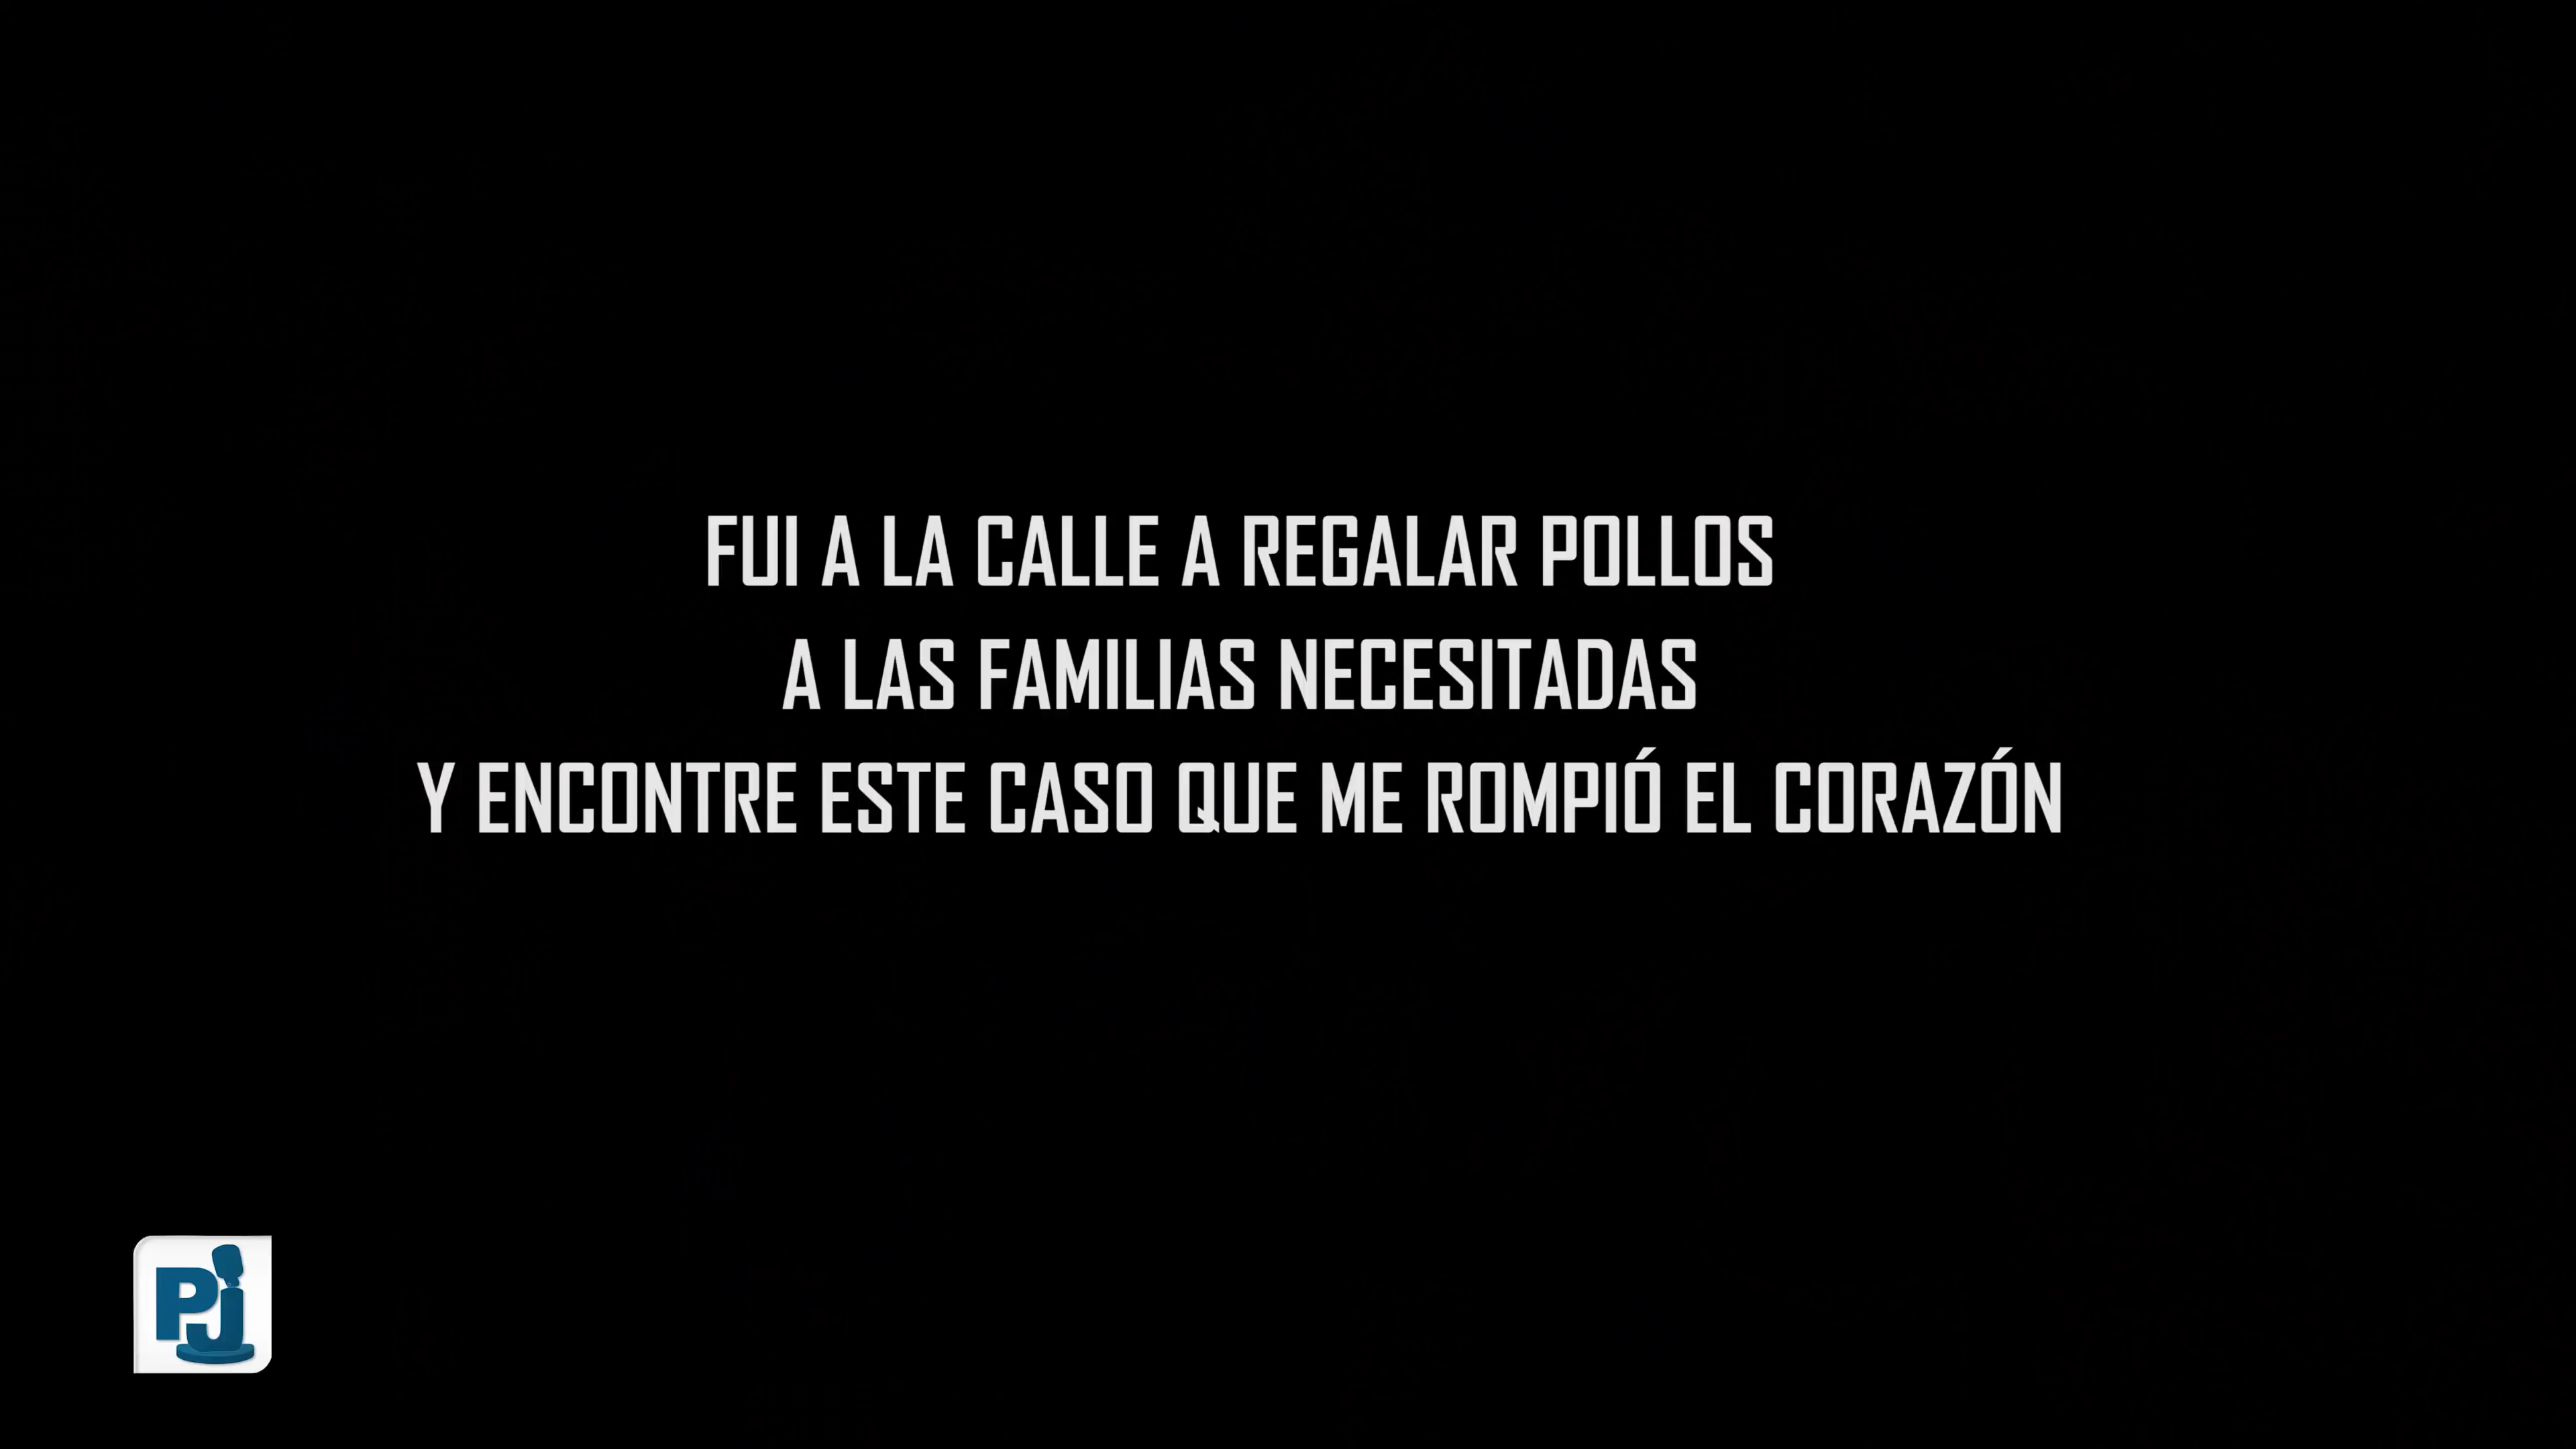 FUI A LA CALLE A REGALAR POLLOS
A LAS FAMILIAS NECESITADAS
Y ENCONTRE ESTE CASO QUE ME ROMPIÓ EL CORAZÓN
PJ